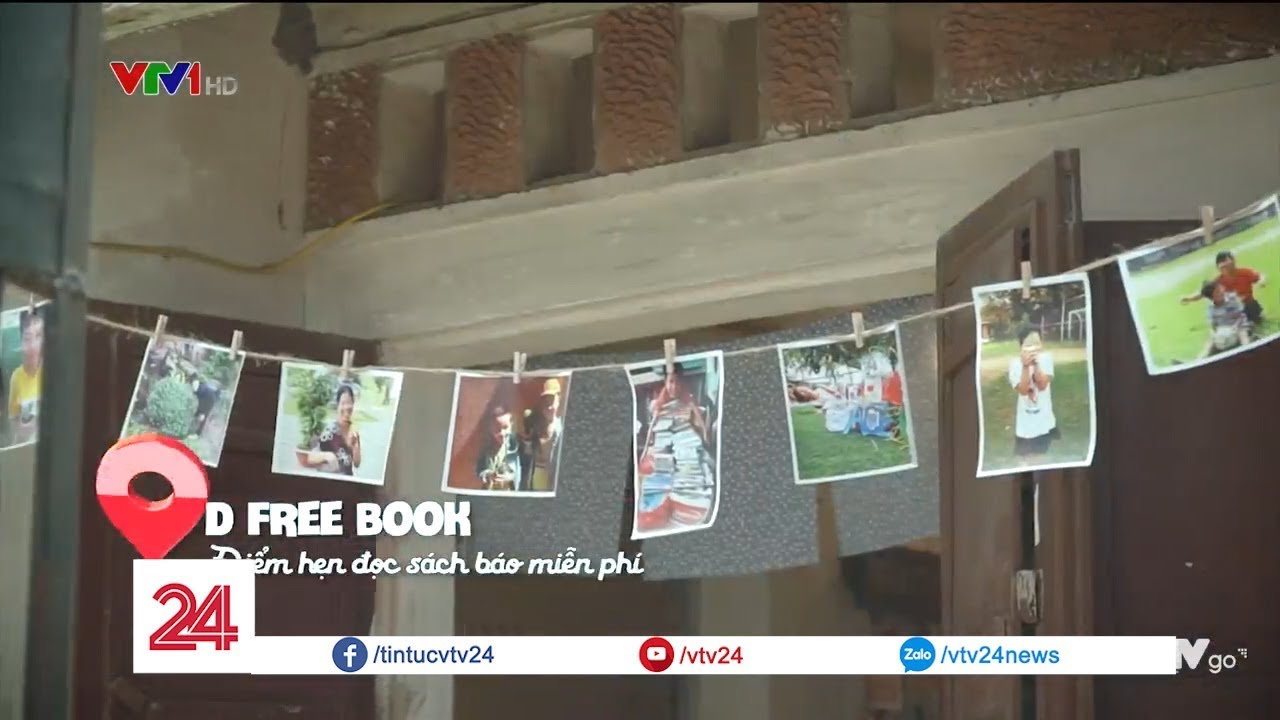 VTV1 HD
D FREE BOOK
Điểm hẹn đọc sách báo miễn phí
24
/tintucvtv24
/vtv24
Zalo /vtv24news
go